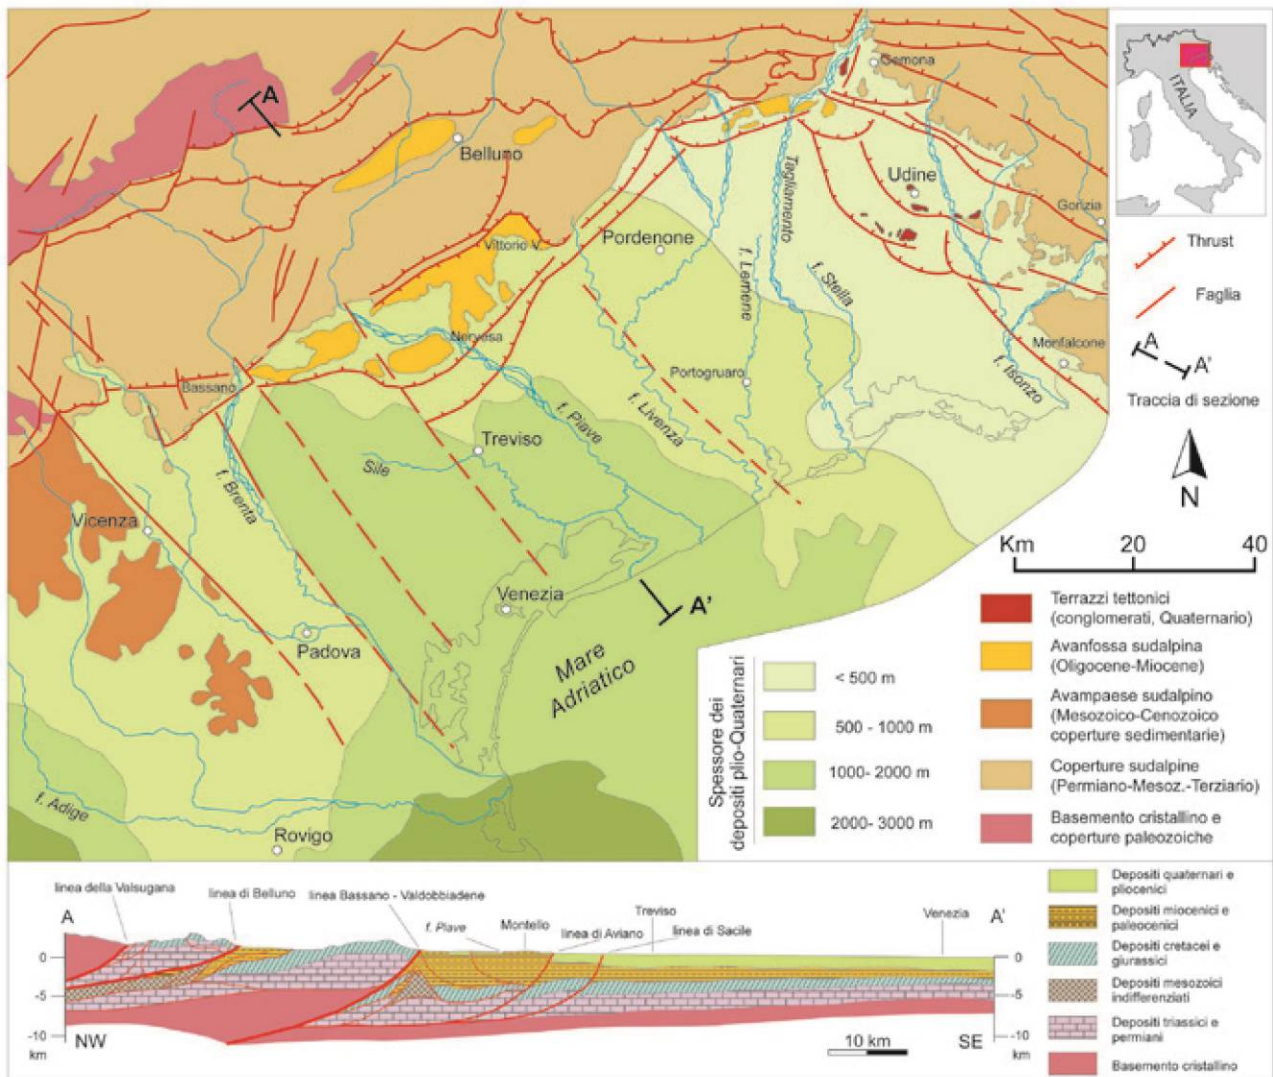 Gemona
ITALIA
A
Belluno
Tagliamento
Udine
Gorizia
Vittorio V.
Pordenone
f. Lemene
f. Stella
Thrust
Faglia
Nervesa
Monfalcone
A
A'
Traccia di sezione
Bassano
Portogruaro
f. Isonzo
f. Piave
f. Livenza
Treviso
Sile
f. Brenta
N
Vicenza
Km 20 40
Venezia
A'
Padova
Mare
Adriatico
f. Adige
Rovigo
Spessore dei
depositi plio-Quaternari
< 500 m
500 - 1000 m
1000- 2000 m
2000- 3000 m
Terrazzi tettonici
(conglomerati, Quaternario)
Avanfossa sudalpina
(Oligocene-Miocene)
Avampaese sudalpino
(Mesozoico-Cenozoico
coperture sedimentarie)
Coperture sudalpine
(Permiano-Mesoz.-Terziario)
Basemento cristallino e
coperture paleozoiche
linea della Valsugana
linea di Belluno
linea Bassano - Valdobbiadene
f. Piave
Montello
linea di Aviano
Treviso
linea di Sacile
Venezia
A
A'
0
-5
-10
km
NW
0
-5
-10
km
SE
10 km
Depositi quaternari e
pliocenici
Depositi miocenici e
paleocenici
Depositi cretacei e
giurassici
Depositi mesozoici
indifferenziati
Depositi triassici e
permiani
Basemento cristallino